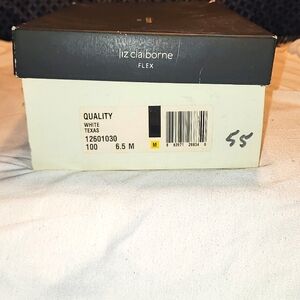 liz claiborne
FLEX
QUALITY
WHITE
TEXAS
12601030
100 6.5 M
M
55